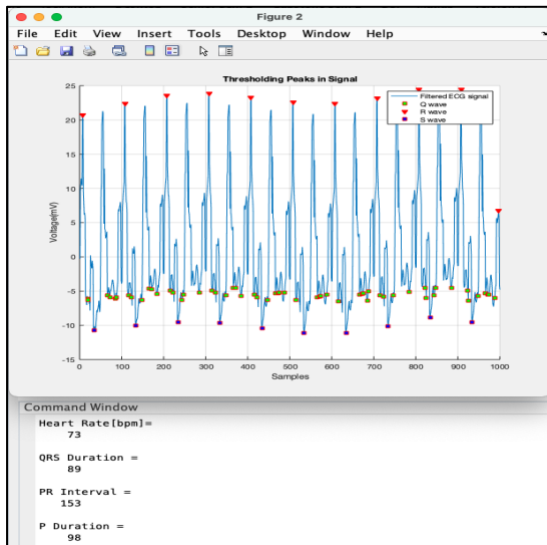 Figure 2
File Edit View Insert Tools Desktop Window Help
Thresholding Peaks in Signal
Filtered ECG signal
Q wave
R wave
S wave
Voltage(mV)
25
20
15
10
5
0
-5
-10
-15
0 100 200 300 400 500 600 700 800 900 1000
Samples
Command Window
Heart Rate[bpm]=
73
QRS Duration =
89
PR Interval =
153
P Duration =
98